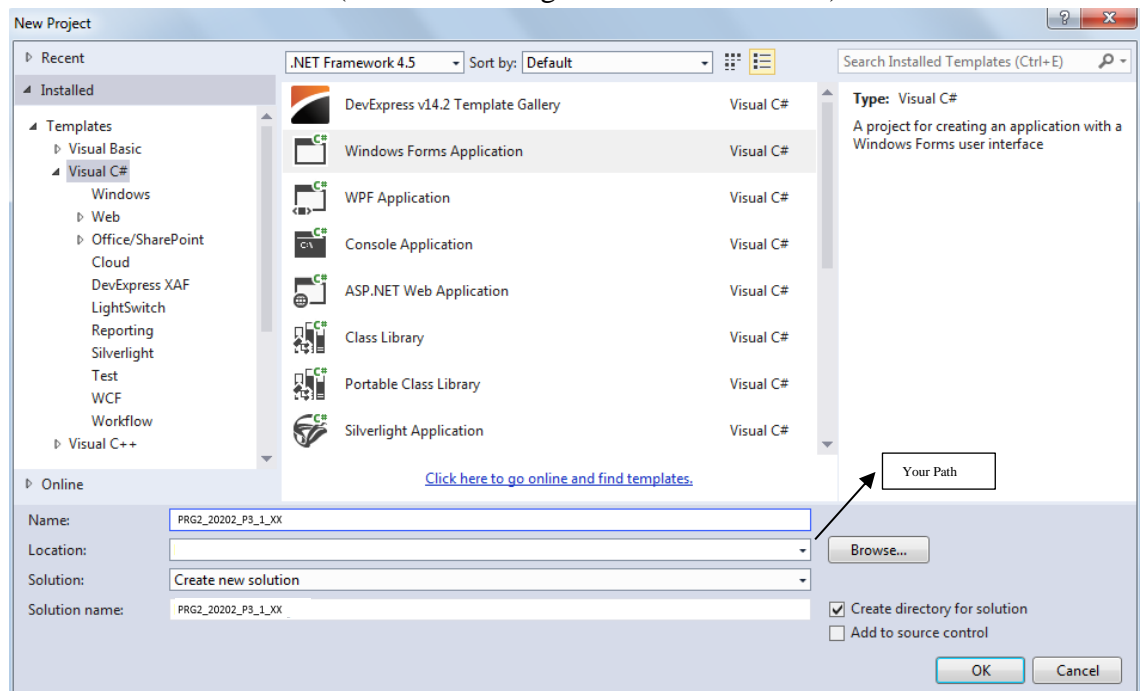 New Project
Recent
Installed
Templates
Visual Basic
Visual C#
Windows
Web
Office/SharePoint
Cloud
DevExpress XAF
LightSwitch
Reporting
Silverlight
Test
WCF
Workflow
Visual C++
Online
.NET Framework 4.5
Sort by: Default
Search Installed Templates (Ctrl+E)
DevExpress v14.2 Template Gallery Visual C#
Windows Forms Application Visual C#
WPF Application Visual C#
Console Application Visual C#
ASP.NET Web Application Visual C#
Class Library Visual C#
Portable Class Library Visual C#
Silverlight Application Visual C#
Click here to go online and find templates.
Type: Visual C#
A project for creating an application with a
Windows Forms user interface
Your Path
Name: PRG2_20202_P3_1_XX
Location:
Browse...
Solution: Create new solution
Solution name: PRG2_20202_P3_1_XX
Create directory for solution
Add to source control
OK Cancel